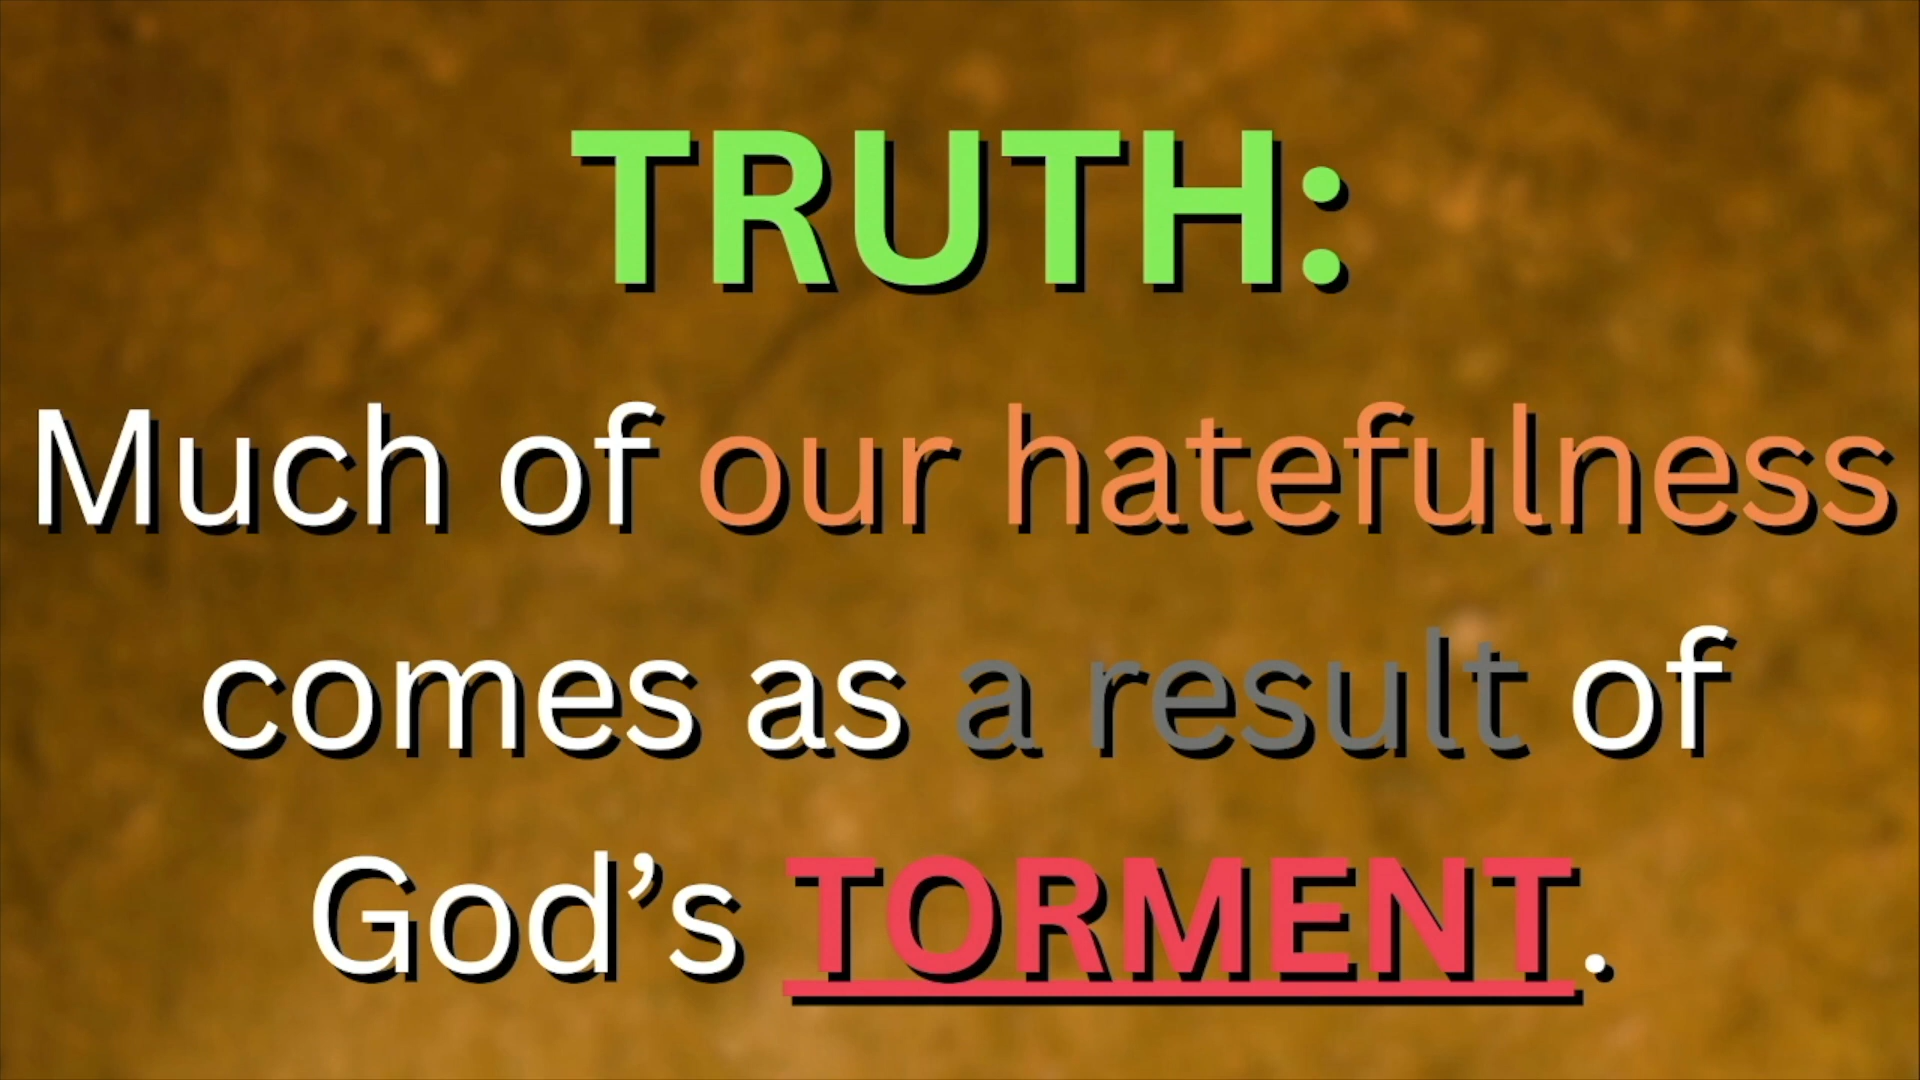 TRUTH:
Much of our hatefulness
comes as a result of
God’s TORMENT.